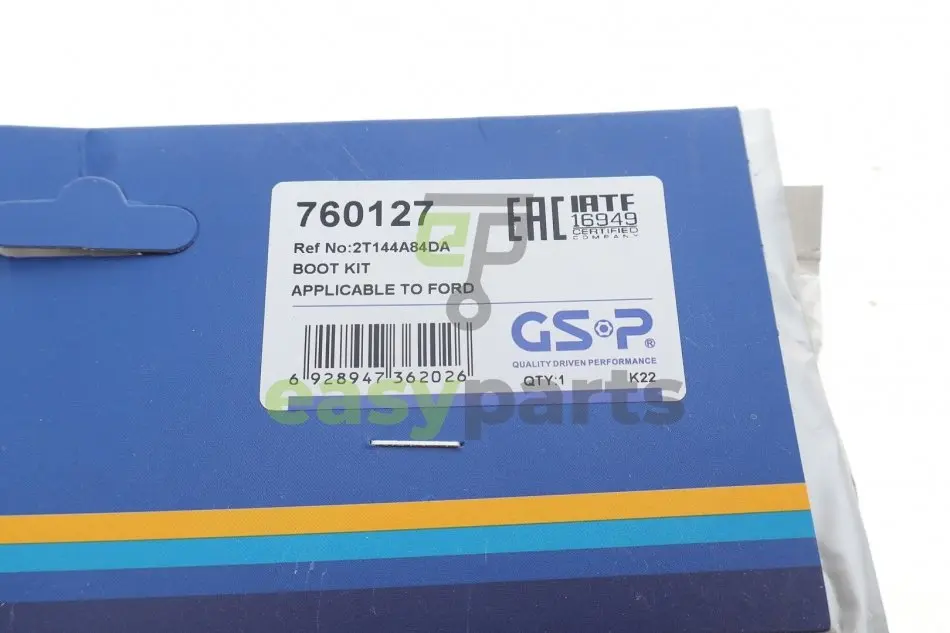 760127
Ref No:2T144A84DA
BOOT KIT
APPLICABLE TO FORD
EAC
IATF
16949
CERTIFIED
COMPANY
GSP®
QUALITY DRIVEN PERFORMANCE
6 928947 362026
QTY:1 K22
ep
easyparts